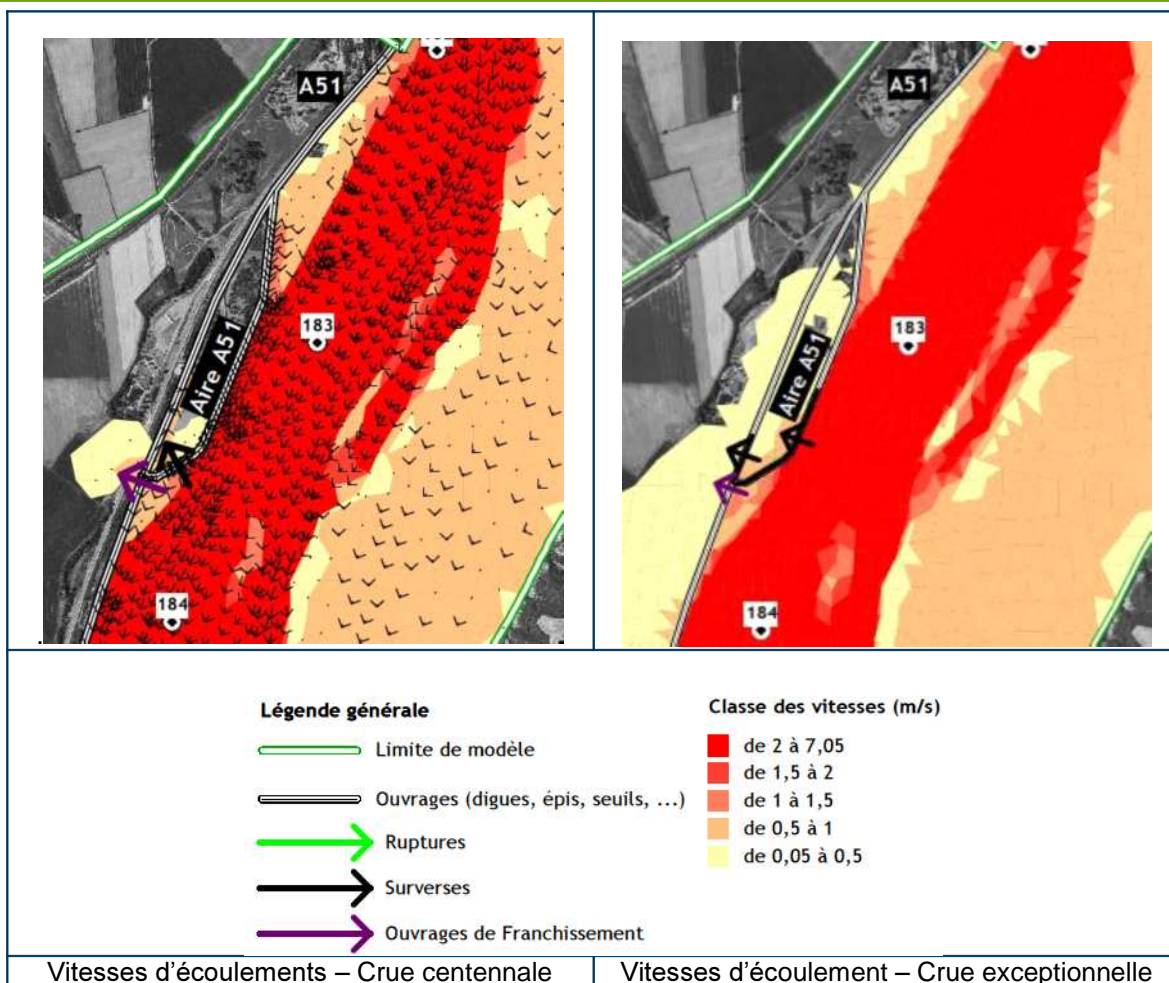 A51
183
Aire A51
184
A51
183
Aire A51
184
Légende générale
Limite de modèle
Ouvrages (digues, épis, seuils, ...)
Ruptures
Surverses
Ouvrages de Franchissement
Classe des vitesses (m/s)
de 2 à 7,05
de 1,5 à 2
de 1 à 1,5
de 0,5 à 1
de 0,05 à 0,5
Vitesses d'écoulements – Crue centennale
Vitesses d'écoulement – Crue exceptionnelle